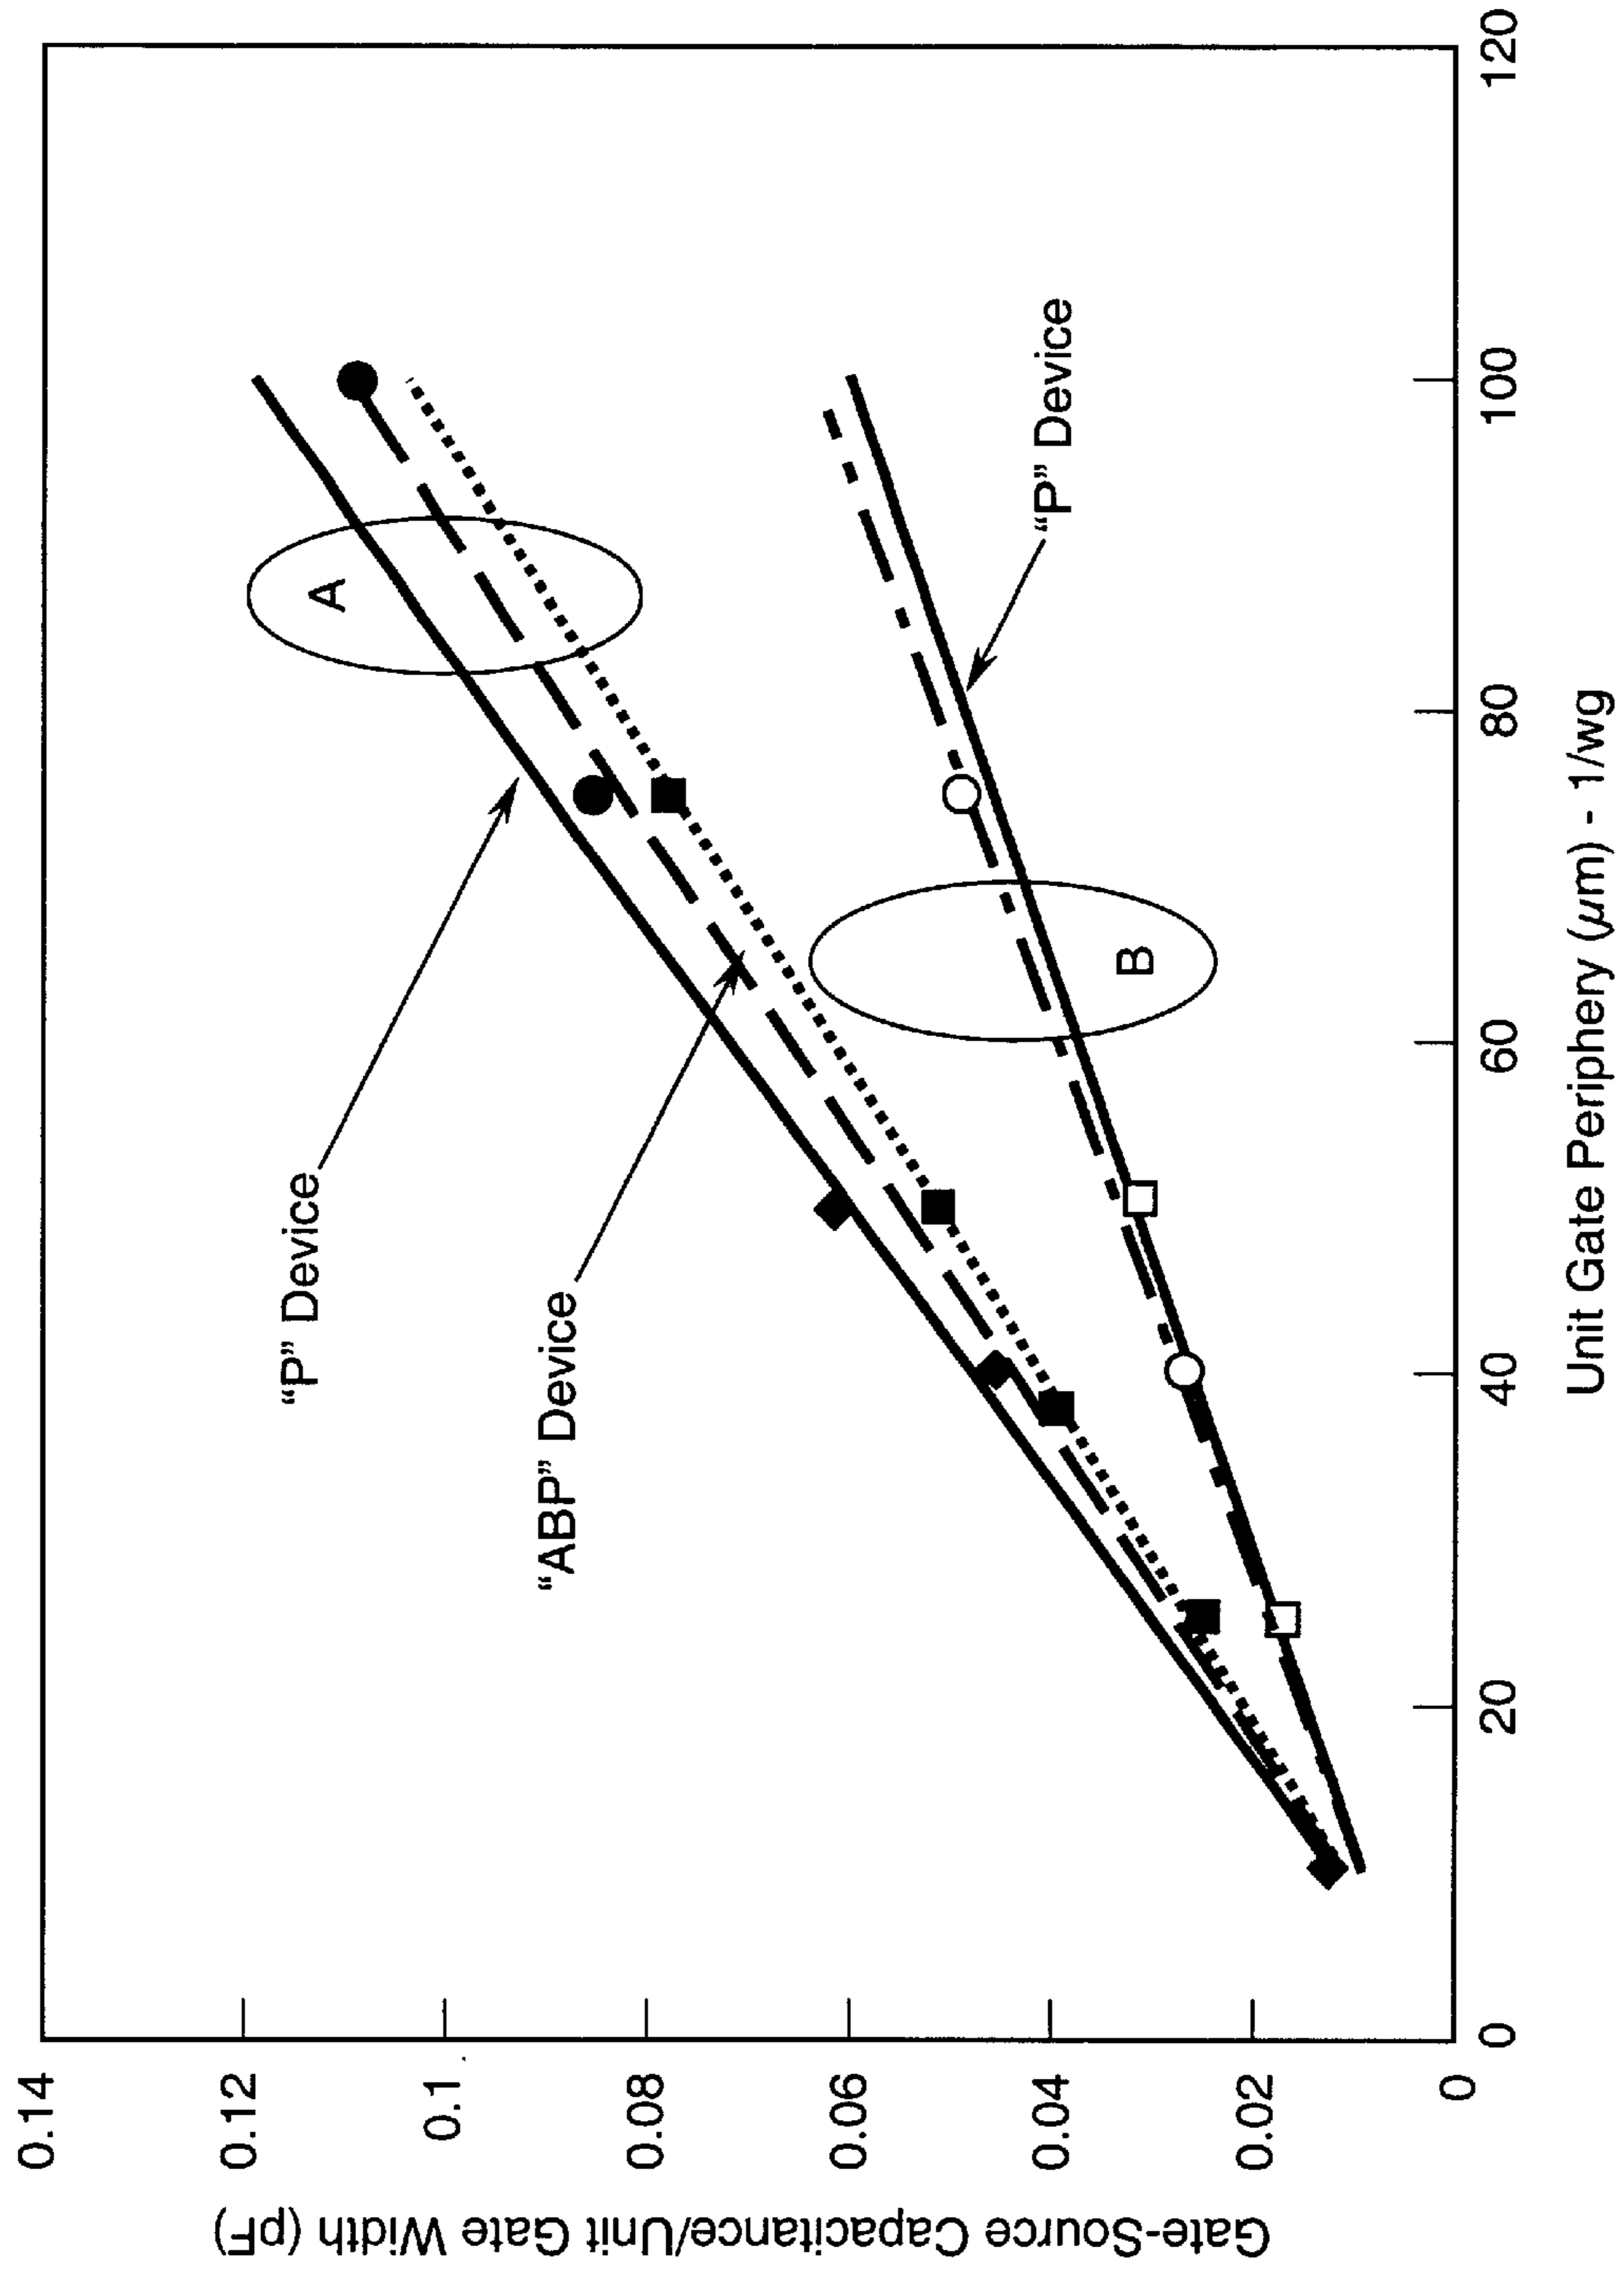 0.14
0.12
0.1
0.08
0.06
0.04
0.02
0
Gate-Source Capacitance/Unit Gate Width (pF)
"P" Device
"ABP" Device
A
B
"P" Device
0
20
40
60
80
100
120
Unit Gate Periphery (μm) - 1/wg